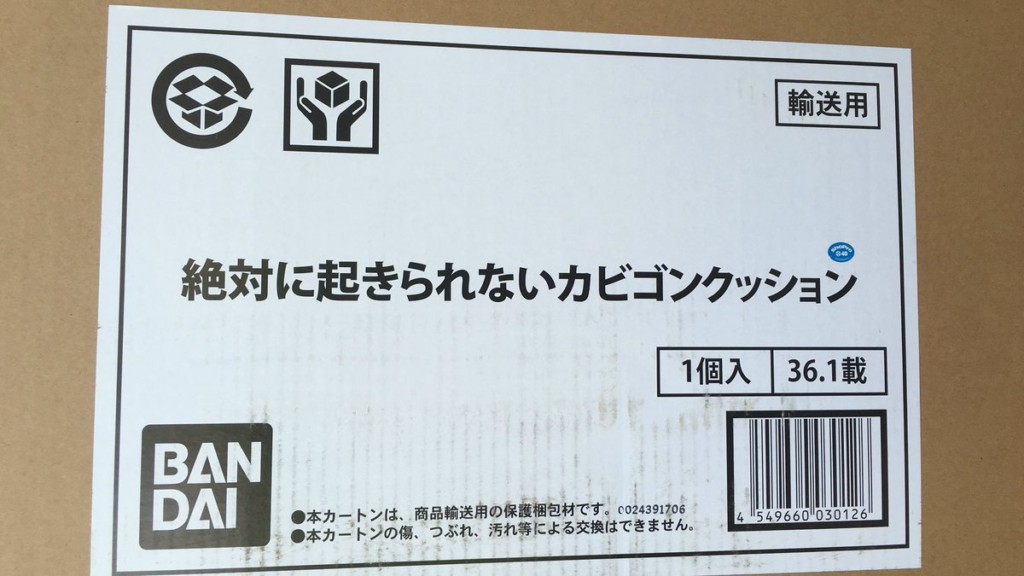 輸送用
絶対に起きられないカビゴンクッション
1個入 36.1載
BAN
DAI
●本カートンは、商品輸送用の保護梱包材です。 0024391706
●本カートンの傷、つぶれ、汚れ等による交換はできません。
4 549660 030126